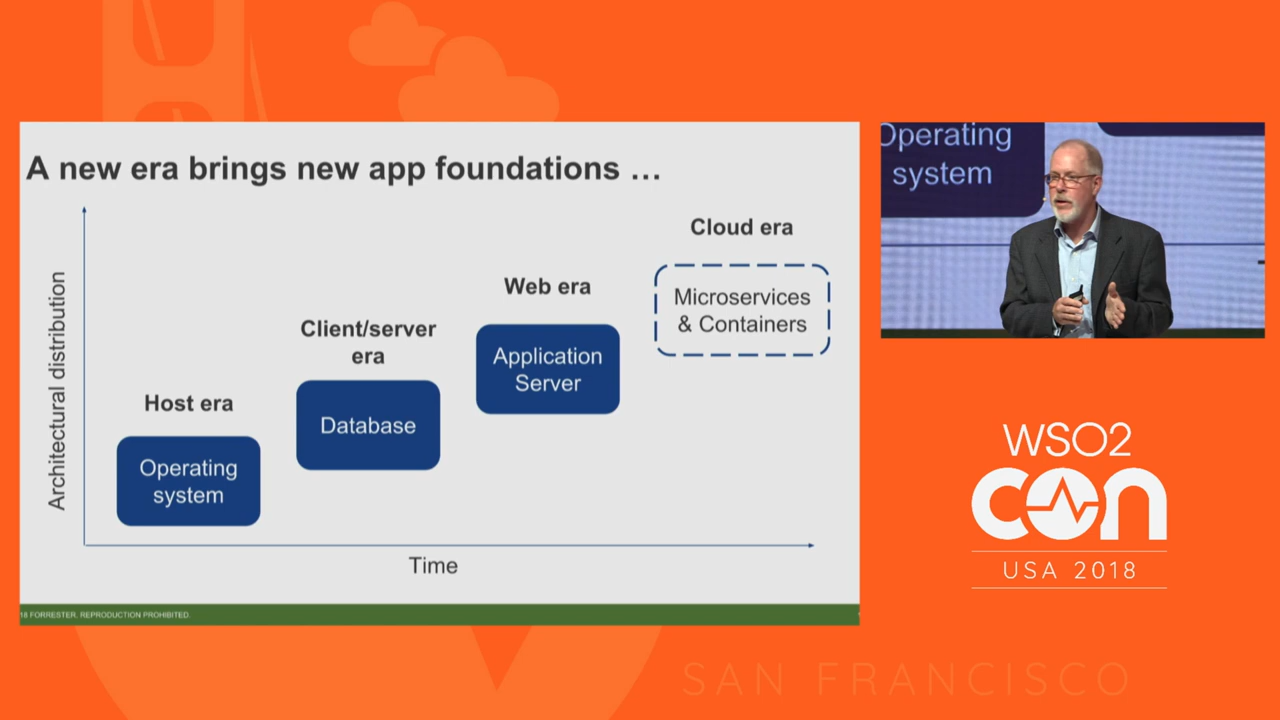 A new era brings new app foundations …
Cloud era
Microservices
& Containers
Web era
Application
Server
Client/server
era
Database
Host era
Operating
system
Architectural distribution
Time
18 FORRESTER. REPRODUCTION PROHIBITED.
Operating
system
WSO2
CON
USA 2018
SAN FRANCISCO